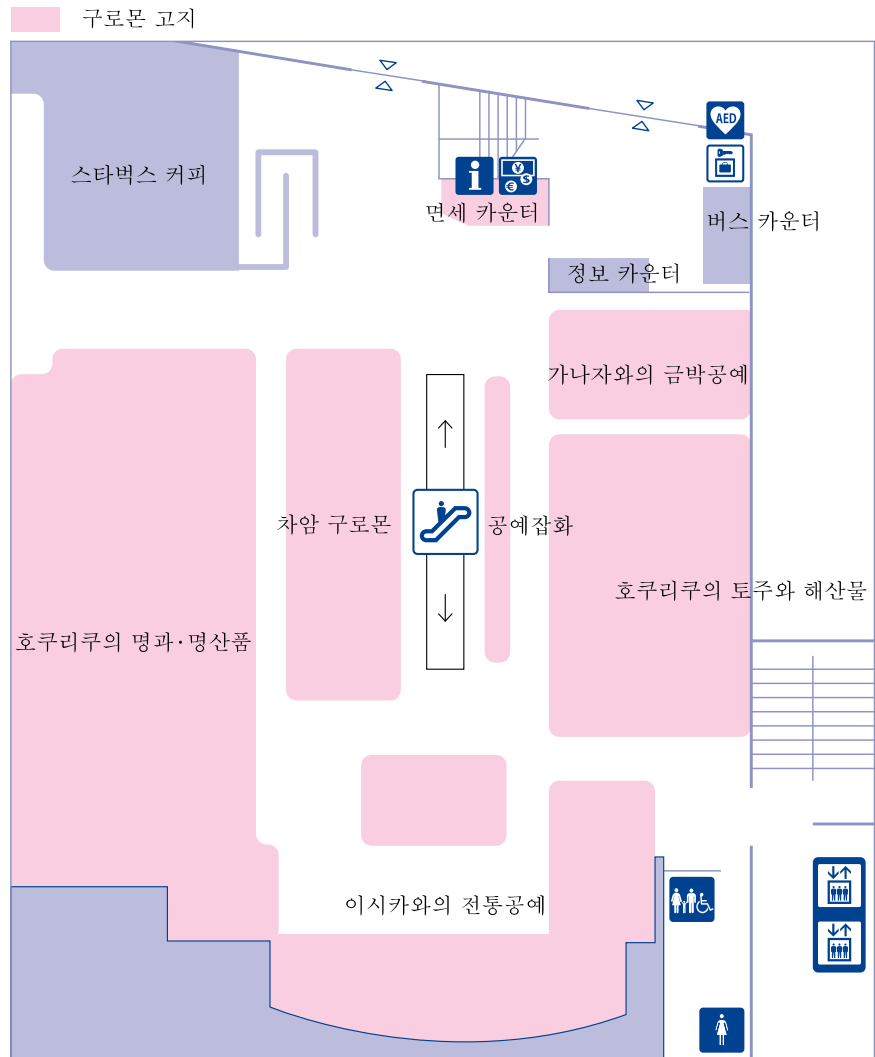 구로몬 고지
스타벅스 커피
AED
면세 카운터
버스 카운터
정보 카운터
가나자와의 금박공예
차암 구로몬
공예잡화
호쿠리쿠의 토주와 해산물
호쿠리쿠의 명과·명산품
이시카와의 전통공예